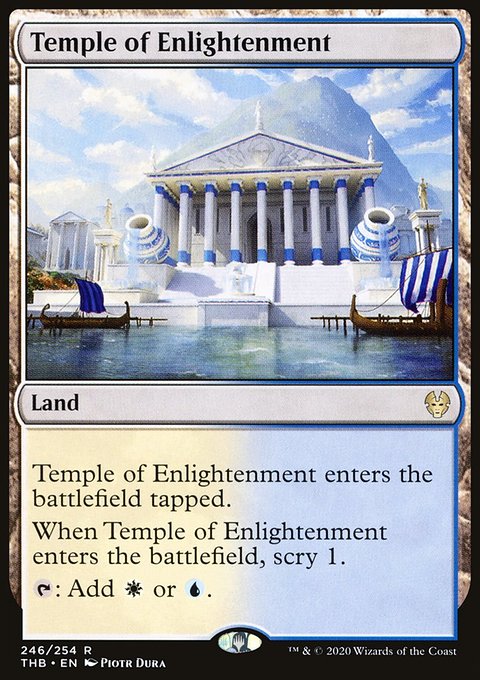 Temple of Enlightenment
Land
Temple of Enlightenment enters the
battlefield tapped.
When Temple of Enlightenment
enters the battlefield, scry 1.
: Add or .
246/254 R
THB • EN Piotr Dura
™ & © 2020 Wizards of the Coast